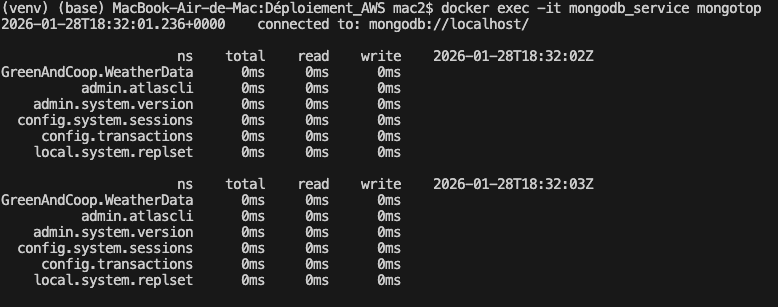 (venv) (base) MacBook-Air-de-Mac:Déploiement_AWS mac2$ docker exec -it mongodb_service mongotop
2026-01-28T18:32:01.236+0000    connected to: mongodb://localhost/
ns    total    read    write    2026-01-28T18:32:02Z
GreenAndCoop.WeatherData    0ms    0ms    0ms
admin.atlascli    0ms    0ms    0ms
admin.system.version    0ms    0ms    0ms
config.system.sessions    0ms    0ms    0ms
config.transactions    0ms    0ms    0ms
local.system.replset    0ms    0ms    0ms
ns    total    read    write    2026-01-28T18:32:03Z
GreenAndCoop.WeatherData    0ms    0ms    0ms
admin.atlascli    0ms    0ms    0ms
admin.system.version    0ms    0ms    0ms
config.system.sessions    0ms    0ms    0ms
config.transactions    0ms    0ms    0ms
local.system.replset    0ms    0ms    0ms